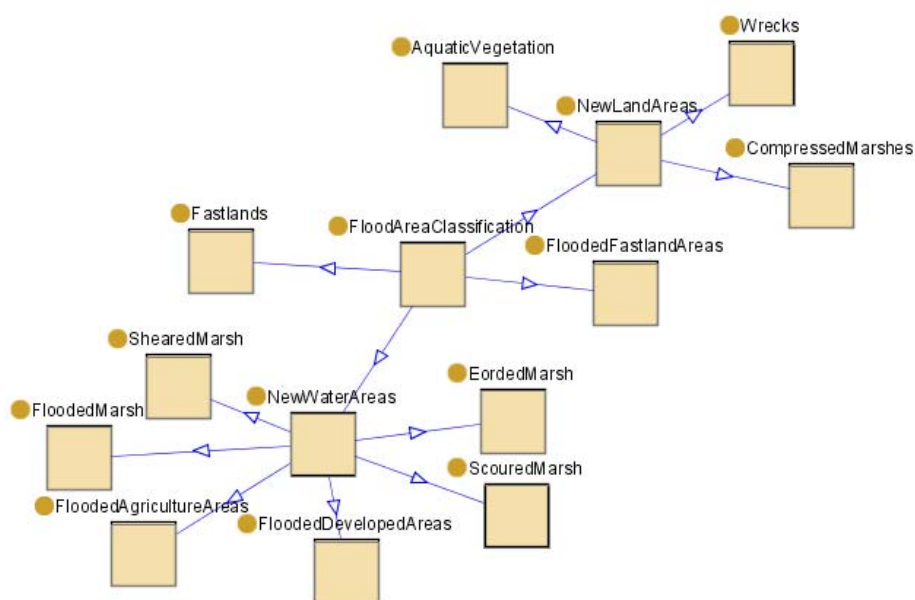 Wrecks
AquaticVegetation
NewLandAreas
CompressedMarshes
Fastlands
FloodAreaClassification
FloodedFastlandAreas
ShearedMarsh
EordedMarsh
NewWaterAreas
FloodedMarsh
ScouredMarsh
FloodedAgricultureAreas
FloodedDevelopedAreas